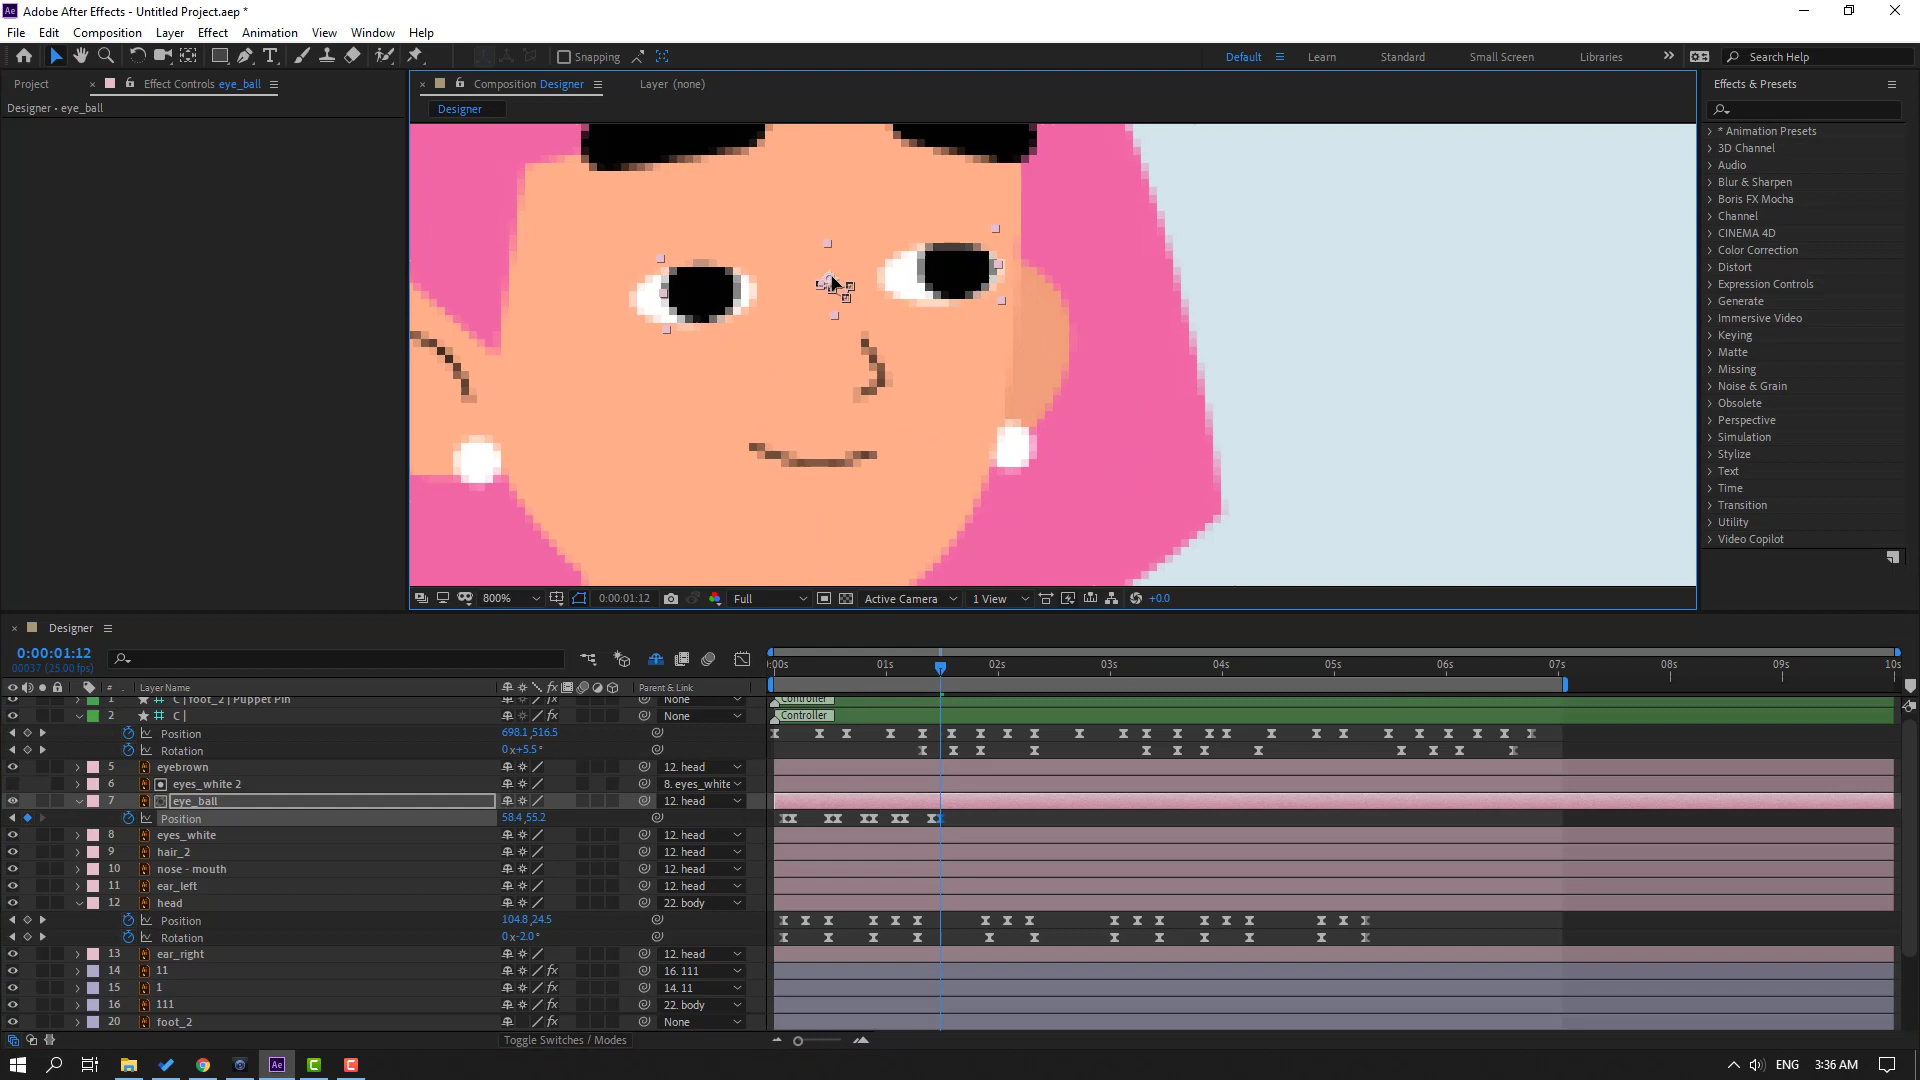 Adobe After Effects - Untitled Project.aep *
File Edit Composition Layer Effect Animation View Window Help
Snapping
Default Learn Standard Small Screen Libraries Search Help
Project Effect Controls eye_ball
Composition Designer Layer (none)
Effects & Presets
Designer • eye_ball
Designer
* Animation Presets
3D Channel
Audio
Blur & Sharpen
Boris FX Mocha
Channel
CINEMA 4D
Color Correction
Distort
Expression Controls
Generate
Immersive Video
Keying
Matte
Missing
Noise & Grain
Obsolete
Perspective
Simulation
Stylize
Text
Time
Transition
Utility
Video Copilot
800% 0:00:01:12 Full Active Camera 1 View +0.0
Designer
0:00:01:12
00037 (25.00 fps)
:00s 01s 02s 03s 04s 05s 06s 07s 08s 09s 10s
# Layer Name Parent & Link
1 C | foot_2 | Puppet Pin None Controller
2 C | None Controller
Position 698.1,516.5
Rotation 0x+5.5°
5 eyebrown 12. head
6 eyes_white 2 8. eyes_white
7 eye_ball 12. head
Position 58.4,55.2
8 eyes_white 12. head
9 hair_2 12. head
10 nose - mouth 12. head
11 ear_left 12. head
12 head 22. body
Position 104.8,24.5
Rotation 0x-2.0°
13 ear_right 12. head
14 11 16. 111
15 1 14. 11
16 111 22. body
20 foot_2 None
Toggle Switches / Modes
ENG 3:36 AM